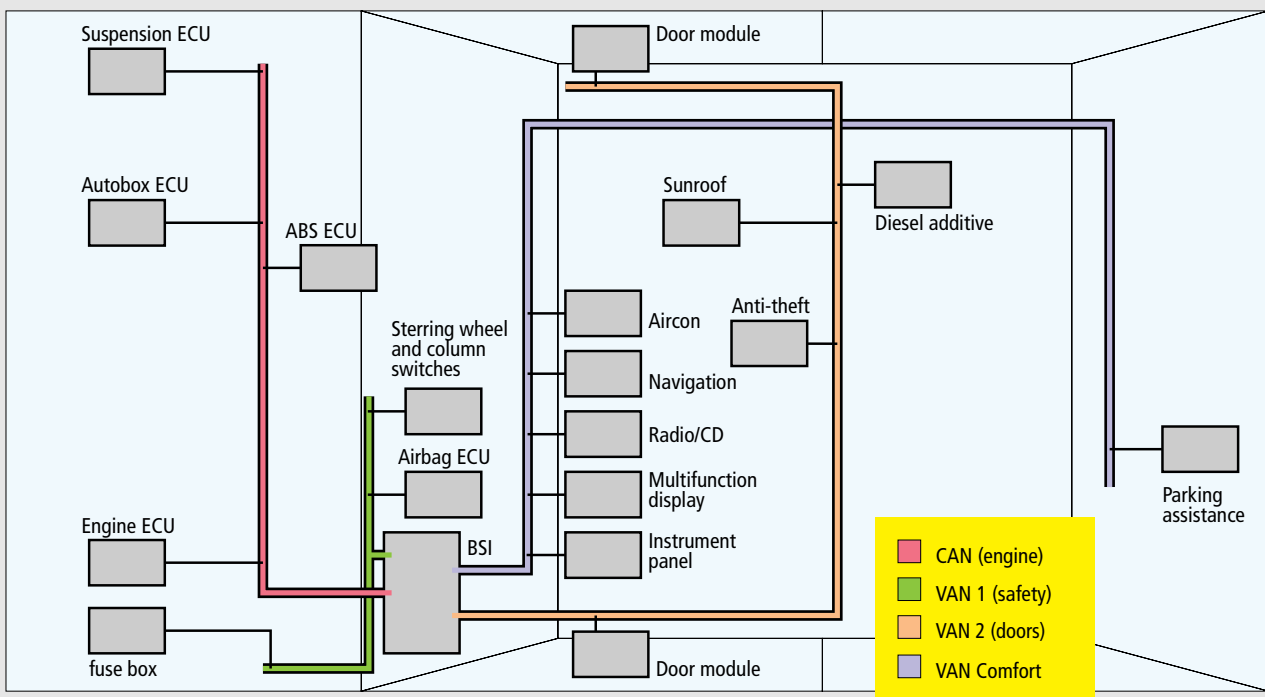 Suspension ECU
Door module
Autobox ECU
Sunroof
Diesel additive
ABS ECU
Sterring wheel
and column
switches
Aircon
Anti-theft
Navigation
Radio/CD
Airbag ECU
Multifunction
display
Parking
assistance
Engine ECU
BSI
Instrument
panel
fuse box
Door module
CAN (engine)
VAN 1 (safety)
VAN 2 (doors)
VAN Comfort